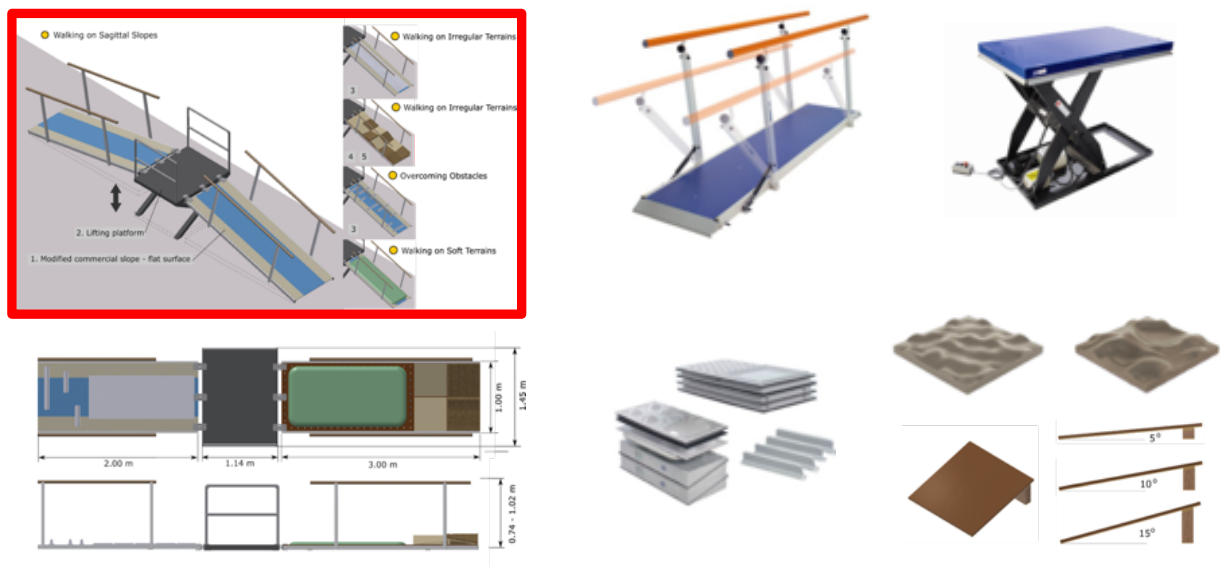 Walking on Sagittal Slopes
2. Lifting platform
1. Modified commercial slope - flat surface
Walking on Irregular Terrains
3
Walking on Irregular Terrains
4 5
Overcoming Obstacles
3
Walking on Soft Terrains
2.00 m
1.14 m
3.00 m
1.00 m
1.45 m
0.74 - 1.02 m
5°
10°
15°